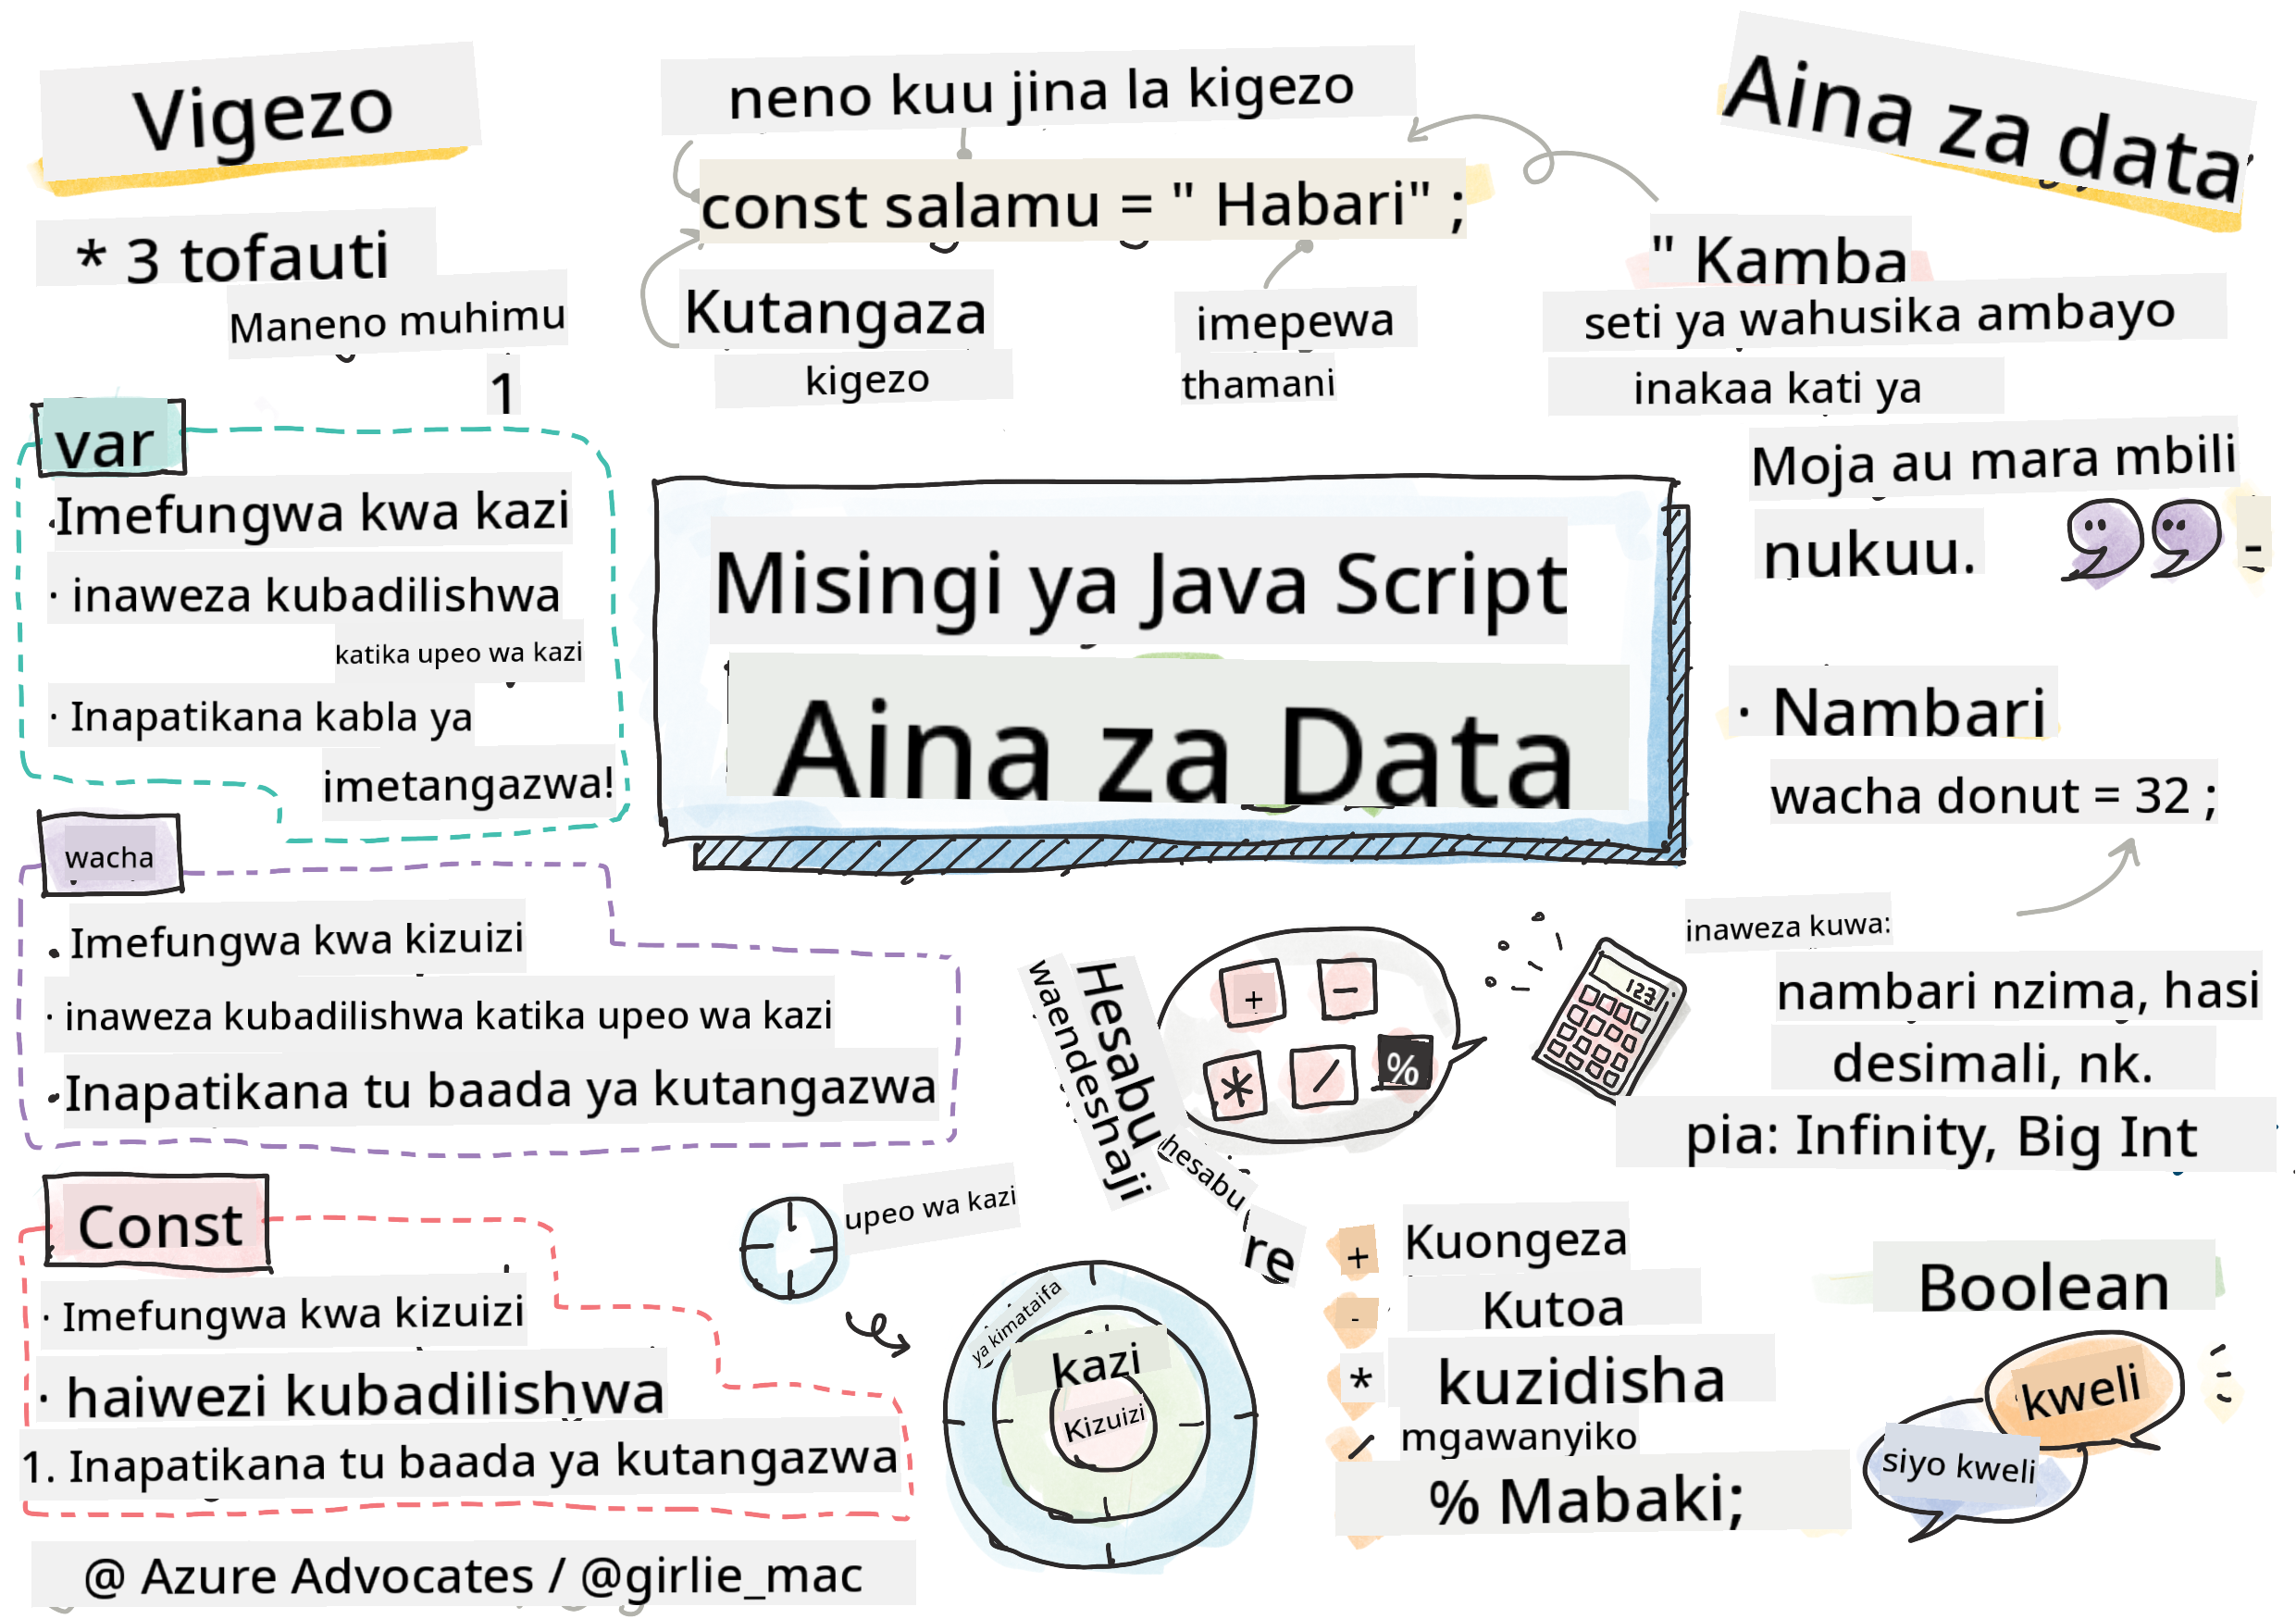 Vigezo
* 3 tofauti
Maneno muhimu
1
var
·Imefungwa kwa kazi
· inaweza kubadilishwa
katika upeo wa kazi
· Inapatikana kabla ya
imetangazwa!
wacha
· Imefungwa kwa kizuizi
· inaweza kubadilishwa katika upeo wa kazi
·Inapatikana tu baada ya kutangazwa
Const
· Imefungwa kwa kizuizi
· haiwezi kubadilishwa
1. Inapatikana tu baada ya kutangazwa
@ Azure Advocates / @girlie_mac
neno kuu jina la kigezo
const salamu = " Habari" ;
Kutangaza
kigezo
imepewa
thamani
Misingi ya Java Script
Aina za Data
upeo wa kazi
ya kimataifa
kazi
Kizuizi
Hesabu
waendeshaji
hesabu
re
+ −
* / %
123
+ Kuongeza
- Kutoa
* kuzidisha
/ mgawanyiko
% Mabaki;
Aina za data
" Kamba
seti ya wahusika ambayo
inakaa kati ya
Moja au mara mbili
nukuu.
-
· Nambari
wacha donut = 32 ;
inaweza kuwa:
nambari nzima, hasi
desimali, nk.
pia: Infinity, Big Int
Boolean
kweli
siyo kweli